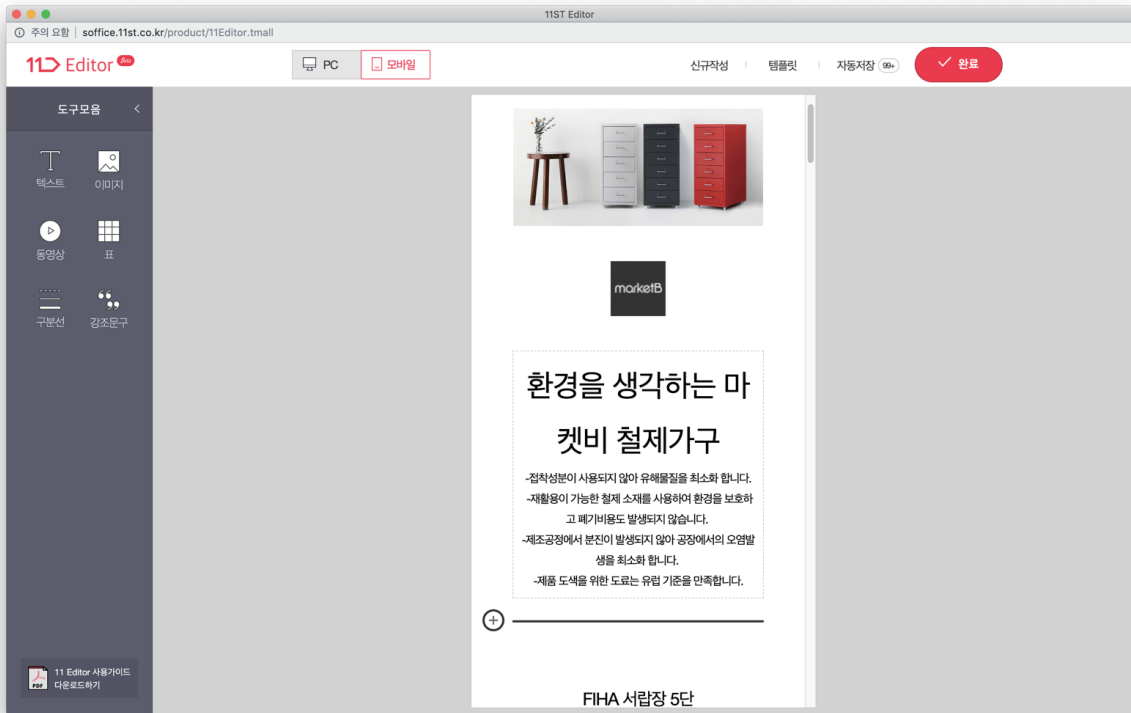 11ST Editor
주의 요함 | soffice.11st.co.kr/product/11Editor.tmall
11 Editor Beta
PC
모바일
신규작성
템플릿
자동저장 99+
완료
도구모음
텍스트
이미지
동영상
표
구분선
강조문구
marketB
환경을 생각하는 마
켓비 철제가구
-접착성분이 사용되지 않아 유해물질을 최소화 합니다.
-재활용이 가능한 철제 소재를 사용하여 환경을 보호하
고 폐기비용도 발생되지 않습니다.
-제조공정에서 분진이 발생되지 않아 공장에서의 오염발
생을 최소화 합니다.
-제품 도색을 위한 도료는 유럽 기준을 만족합니다.
FIHA 서랍장 5단
PDF
11 Editor 사용가이드
다운로드하기